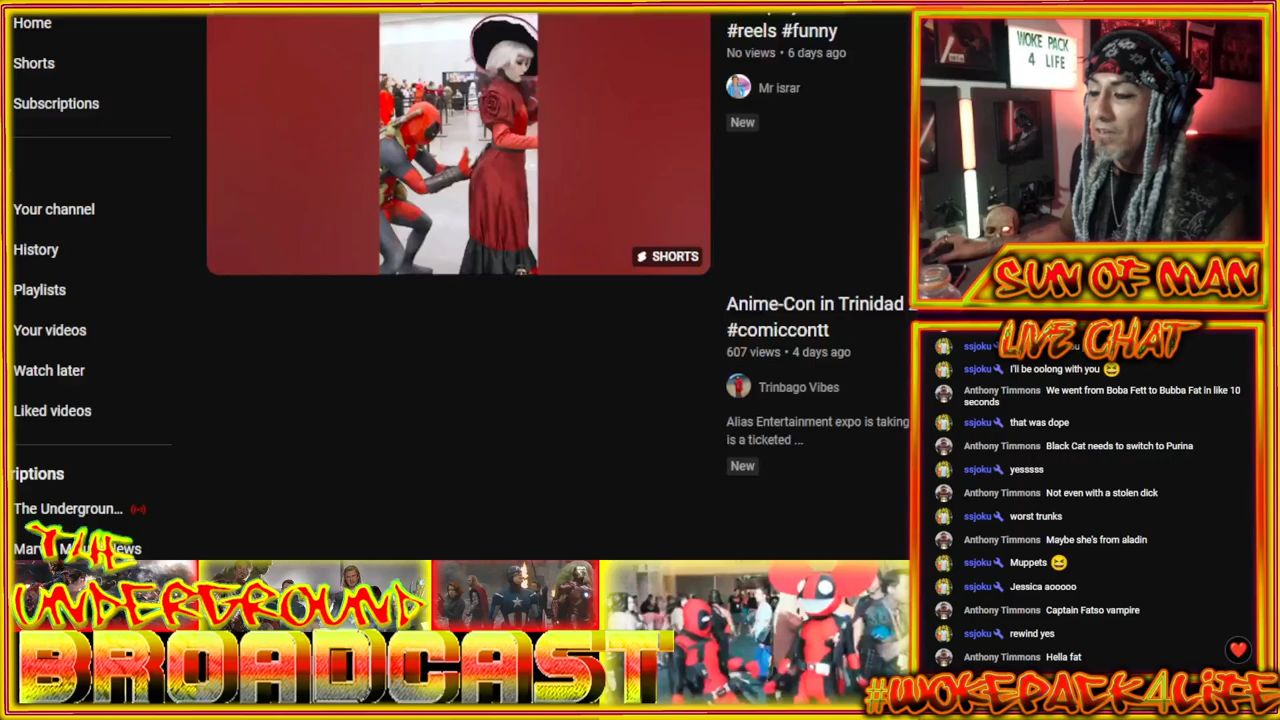 Home
Shorts
Subscriptions
Your channel
History
Playlists
Your videos
Watch later
Liked videos
riptions
The Undergroun...
News
SHORTS
#reels #funny
No views • 6 days ago
Mr israr
New
Anime-Con in Trinidad
#comiccontt
607 views • 4 days ago
Trinbago Vibes
Alias Entertainment expo is taking
is a ticketed ...
New
WOKE PACK
4 LIFE
SUN OF MAN
LIVE CHAT
ssjoku
ssjoku I'll be oolong with you 😆
Anthony Timmons We went from Boba Fett to Bubba Fat in like 10
seconds
ssjoku that was dope
Anthony Timmons Black Cat needs to switch to Purina
ssjoku yesssss
Anthony Timmons Not even with a stolen dick
ssjoku worst trunks
Anthony Timmons Maybe she's from aladin
ssjoku Muppets 😆
ssjoku Jessica aooooo
Anthony Timmons Captain Fatso vampire
ssjoku rewind yes
Anthony Timmons Hella fat
THE
UNDERGROUND
BROADCAST
#WOKEPACK4LIFE